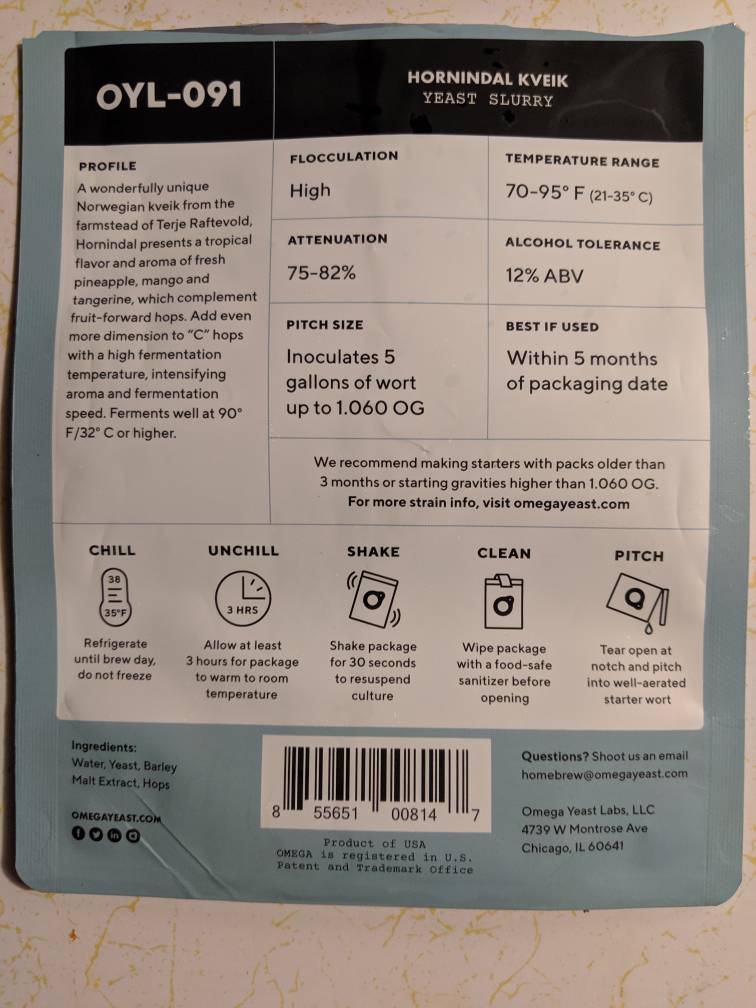 OYL-091
HORNINDAL KVEIK
YEAST SLURRY
PROFILE
A wonderfully unique
Norwegian kveik from the
farmstead of Terje Raftevold,
Hornindal presents a tropical
flavor and aroma of fresh
pineapple, mango and
tangerine, which complement
fruit-forward hops. Add even
more dimension to "C" hops
with a high fermentation
temperature, intensifying
aroma and fermentation
speed. Ferments well at 90°
F/32° C or higher.
FLOCCULATION
High
TEMPERATURE RANGE
70-95° F (21-35° C)
ATTENUATION
75-82%
ALCOHOL TOLERANCE
12% ABV
PITCH SIZE
Inoculates 5
gallons of wort
up to 1.060 OG
BEST IF USED
Within 5 months
of packaging date
We recommend making starters with packs older than
3 months or starting gravities higher than 1.060 OG.
For more strain info, visit omegayeast.com
CHILL
38
35°F
Refrigerate
until brew day,
do not freeze
UNCHILL
3 HRS
Allow at least
3 hours for package
to warm to room
temperature
SHAKE
Shake package
for 30 seconds
to resuspend
culture
CLEAN
Wipe package
with a food-safe
sanitizer before
opening
PITCH
Tear open at
notch and pitch
into well-aerated
starter wort
Ingredients:
Water, Yeast, Barley
Malt Extract, Hops
OMEGAYEAST.COM
8 55651 00814 7
Product of USA
OMEGA is registered in U.S.
Patent and Trademark Office
Questions? Shoot us an email
homebrew@omegayeast.com
Omega Yeast Labs, LLC
4739 W Montrose Ave
Chicago, IL 60641